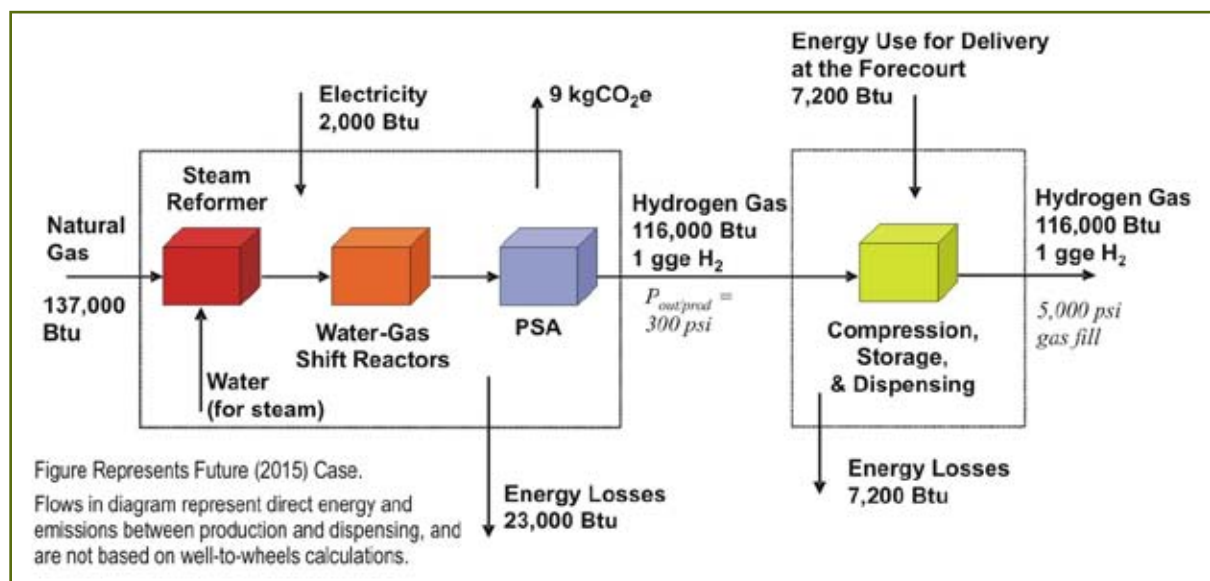 Energy Use for Delivery
at the Forecourt
7,200 Btu
Electricity
2,000 Btu
9 kgCO₂e
Steam
Reformer
Natural
Gas
137,000
Btu
Water
(for steam)
Water-Gas
Shift Reactors
PSA
Hydrogen Gas
116,000 Btu
1 gge H₂
P out/prod =
300 psi
Compression,
Storage,
& Dispensing
Hydrogen Gas
116,000 Btu
1 gge H₂
5,000 psi
gas fill
Energy Losses
23,000 Btu
Energy Losses
7,200 Btu
Figure Represents Future (2015) Case.
Flows in diagram represent direct energy and
emissions between production and dispensing, and
are not based on well-to-wheels calculations.